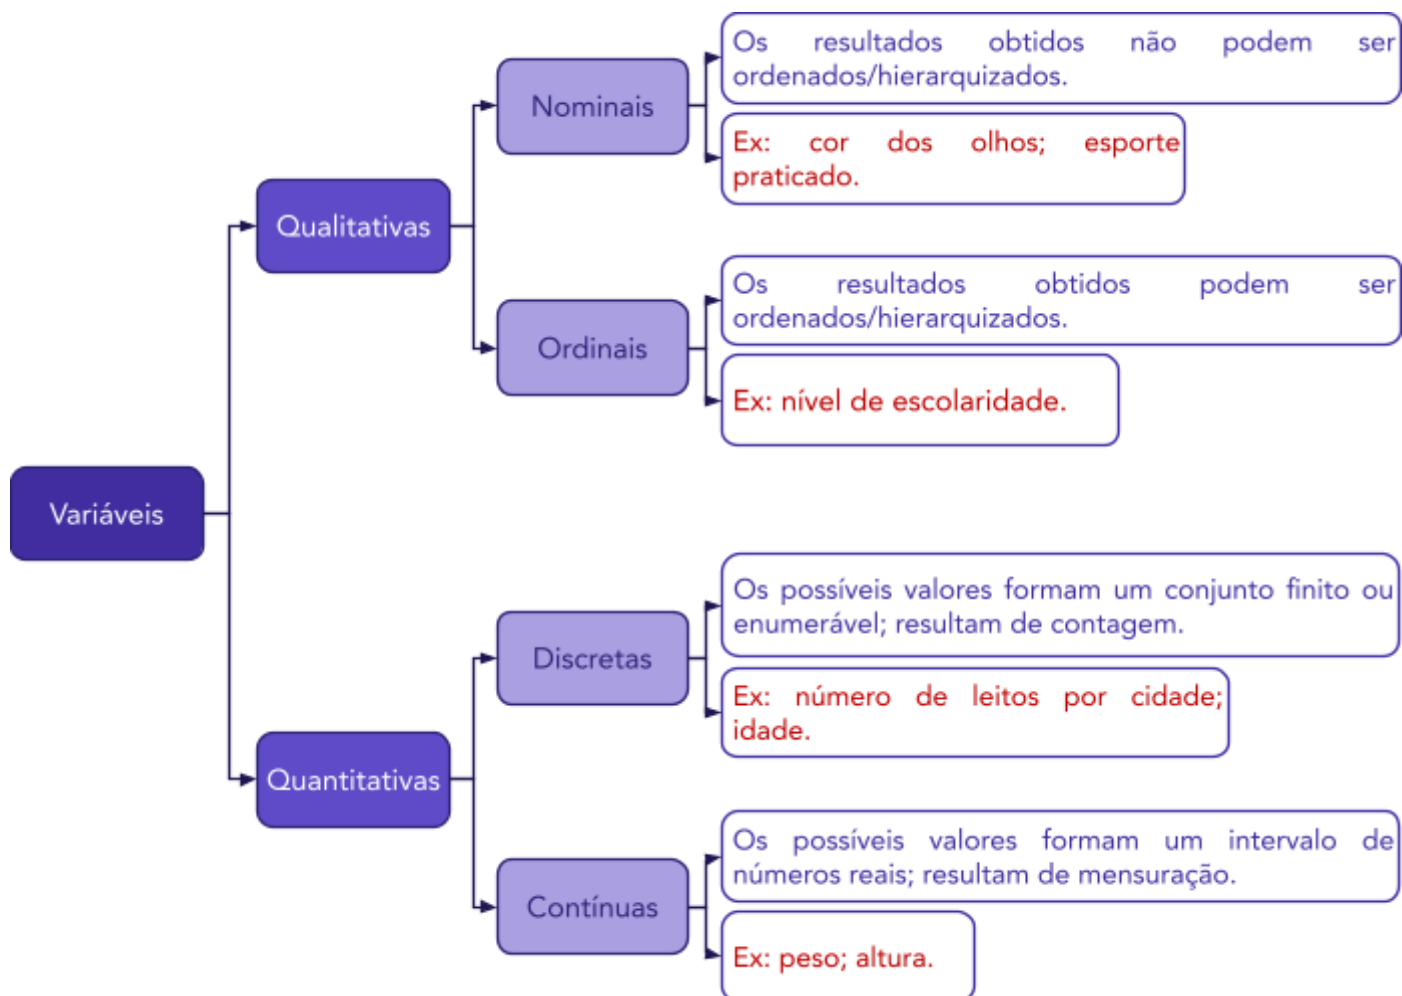 Variáveis
Qualitativas
Nominais
Os resultados obtidos não podem ser
ordenados/hierarquizados.
Ex: cor dos olhos; esporte
praticado.
Ordinais
Os resultados obtidos podem ser
ordenados/hierarquizados.
Ex: nível de escolaridade.
Quantitativas
Discretas
Os possíveis valores formam um conjunto finito ou
enumerável; resultam de contagem.
Ex: número de leitos por cidade;
idade.
Contínuas
Os possíveis valores formam um intervalo de
números reais; resultam de mensuração.
Ex: peso; altura.